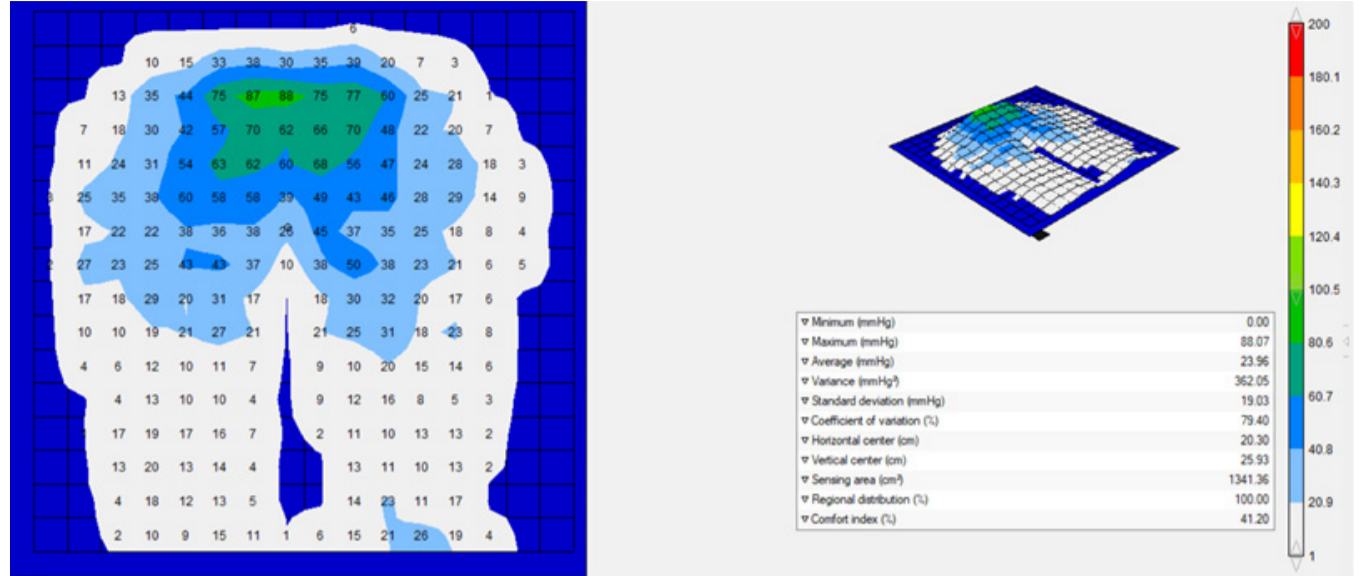 6
10 15 33 38 30 35 39 20 7 3
13 35 44 75 87 88 75 77 60 25 21 1
7 18 30 42 57 70 62 66 70 48 22 20 7
11 24 31 54 63 62 60 68 56 47 24 28 18 3
25 35 38 60 58 58 39 49 43 46 28 29 14 9
17 22 22 38 36 38 26 45 37 35 25 18 8 4
27 23 25 43 43 37 10 38 50 38 23 21 6 5
17 18 29 20 31 17 18 30 32 20 17 6
10 10 19 21 27 21 21 25 31 18 23 8
4 6 12 10 11 7 9 10 20 15 14 6
4 13 10 10 4 9 12 16 8 5 3
17 19 17 16 7 2 11 10 13 13 2
13 20 13 14 4 13 11 10 13 2
4 18 12 13 5 14 23 11 17
2 10 9 15 11 1 6 15 21 26 19 4
Minimum (mmHg) 0.00
Maximum (mmHg) 88.07
Average (mmHg) 23.96
Variance (mmHg²) 362.05
Standard deviation (mmHg) 19.03
Coefficient of variation (%) 79.40
Horizontal center (cm) 20.30
Vertical center (cm) 25.93
Sensing area (cm²) 1341.36
Regional distribution (%) 100.00
Comfort index (%) 41.20
200
180.1
160.2
140.3
120.4
100.5
80.6
60.7
40.8
20.9
1